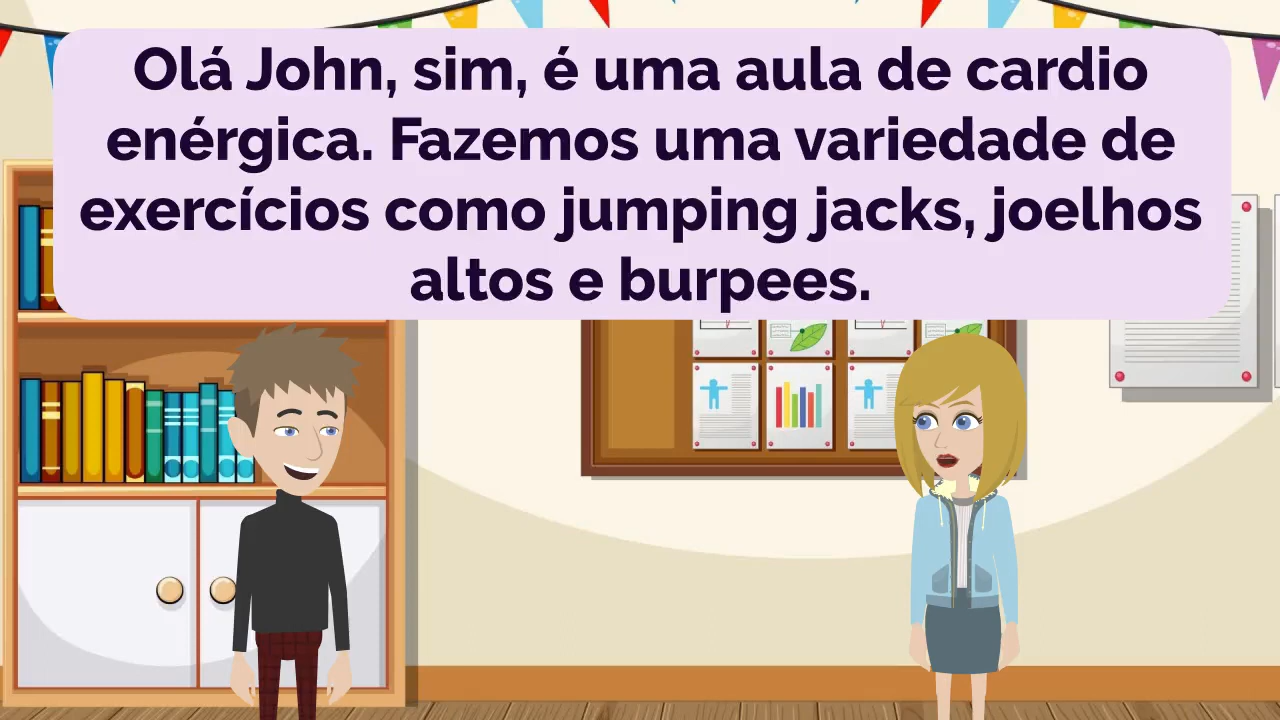 Olá John, sim, é uma aula de cardio
enérgica. Fazemos uma variedade de
exercícios como jumping jacks, joelhos
altos e burpees.